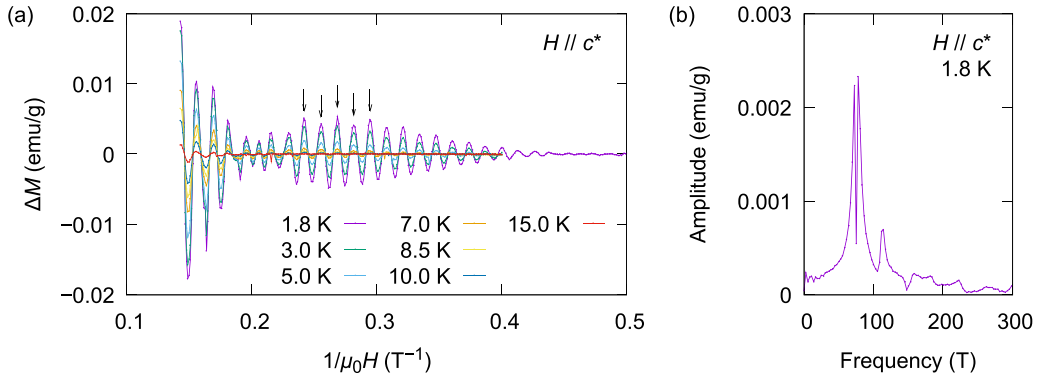 (a)
0.02
0.01
0
−0.01
−0.02
ΔM (emu/g)
H // c*
1.8 K
3.0 K
5.0 K
7.0 K
8.5 K
10.0 K
15.0 K
0.1 0.2 0.3 0.4 0.5
1/μ₀H (T⁻¹)
(b)
0.003
0.002
0.001
0
Amplitude (emu/g)
H // c*
1.8 K
0 100 200 300
Frequency (T)